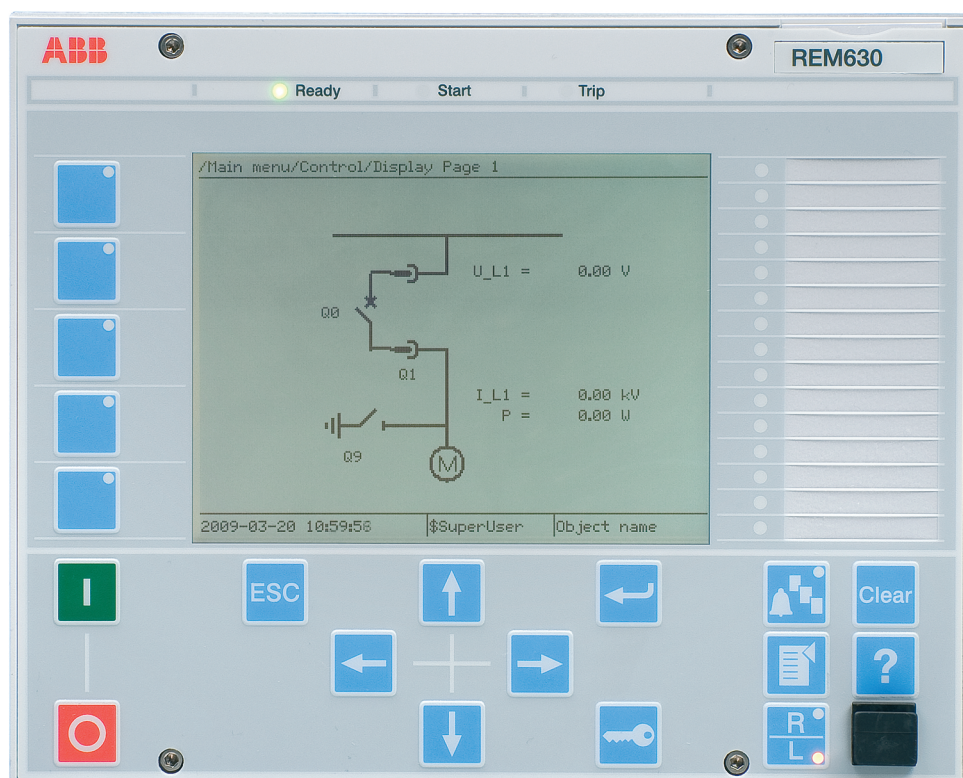 ABB
REM630
Ready Start Trip
/Main menu/Control/Display Page 1
U_L1 = 0.00 V
Q0
Q1
I_L1 = 0.00 kV
P = 0.00 W
Q9
M
2009-03-20 10:59:56 $SuperUser Object name
I
ESC
Clear
?
R
L